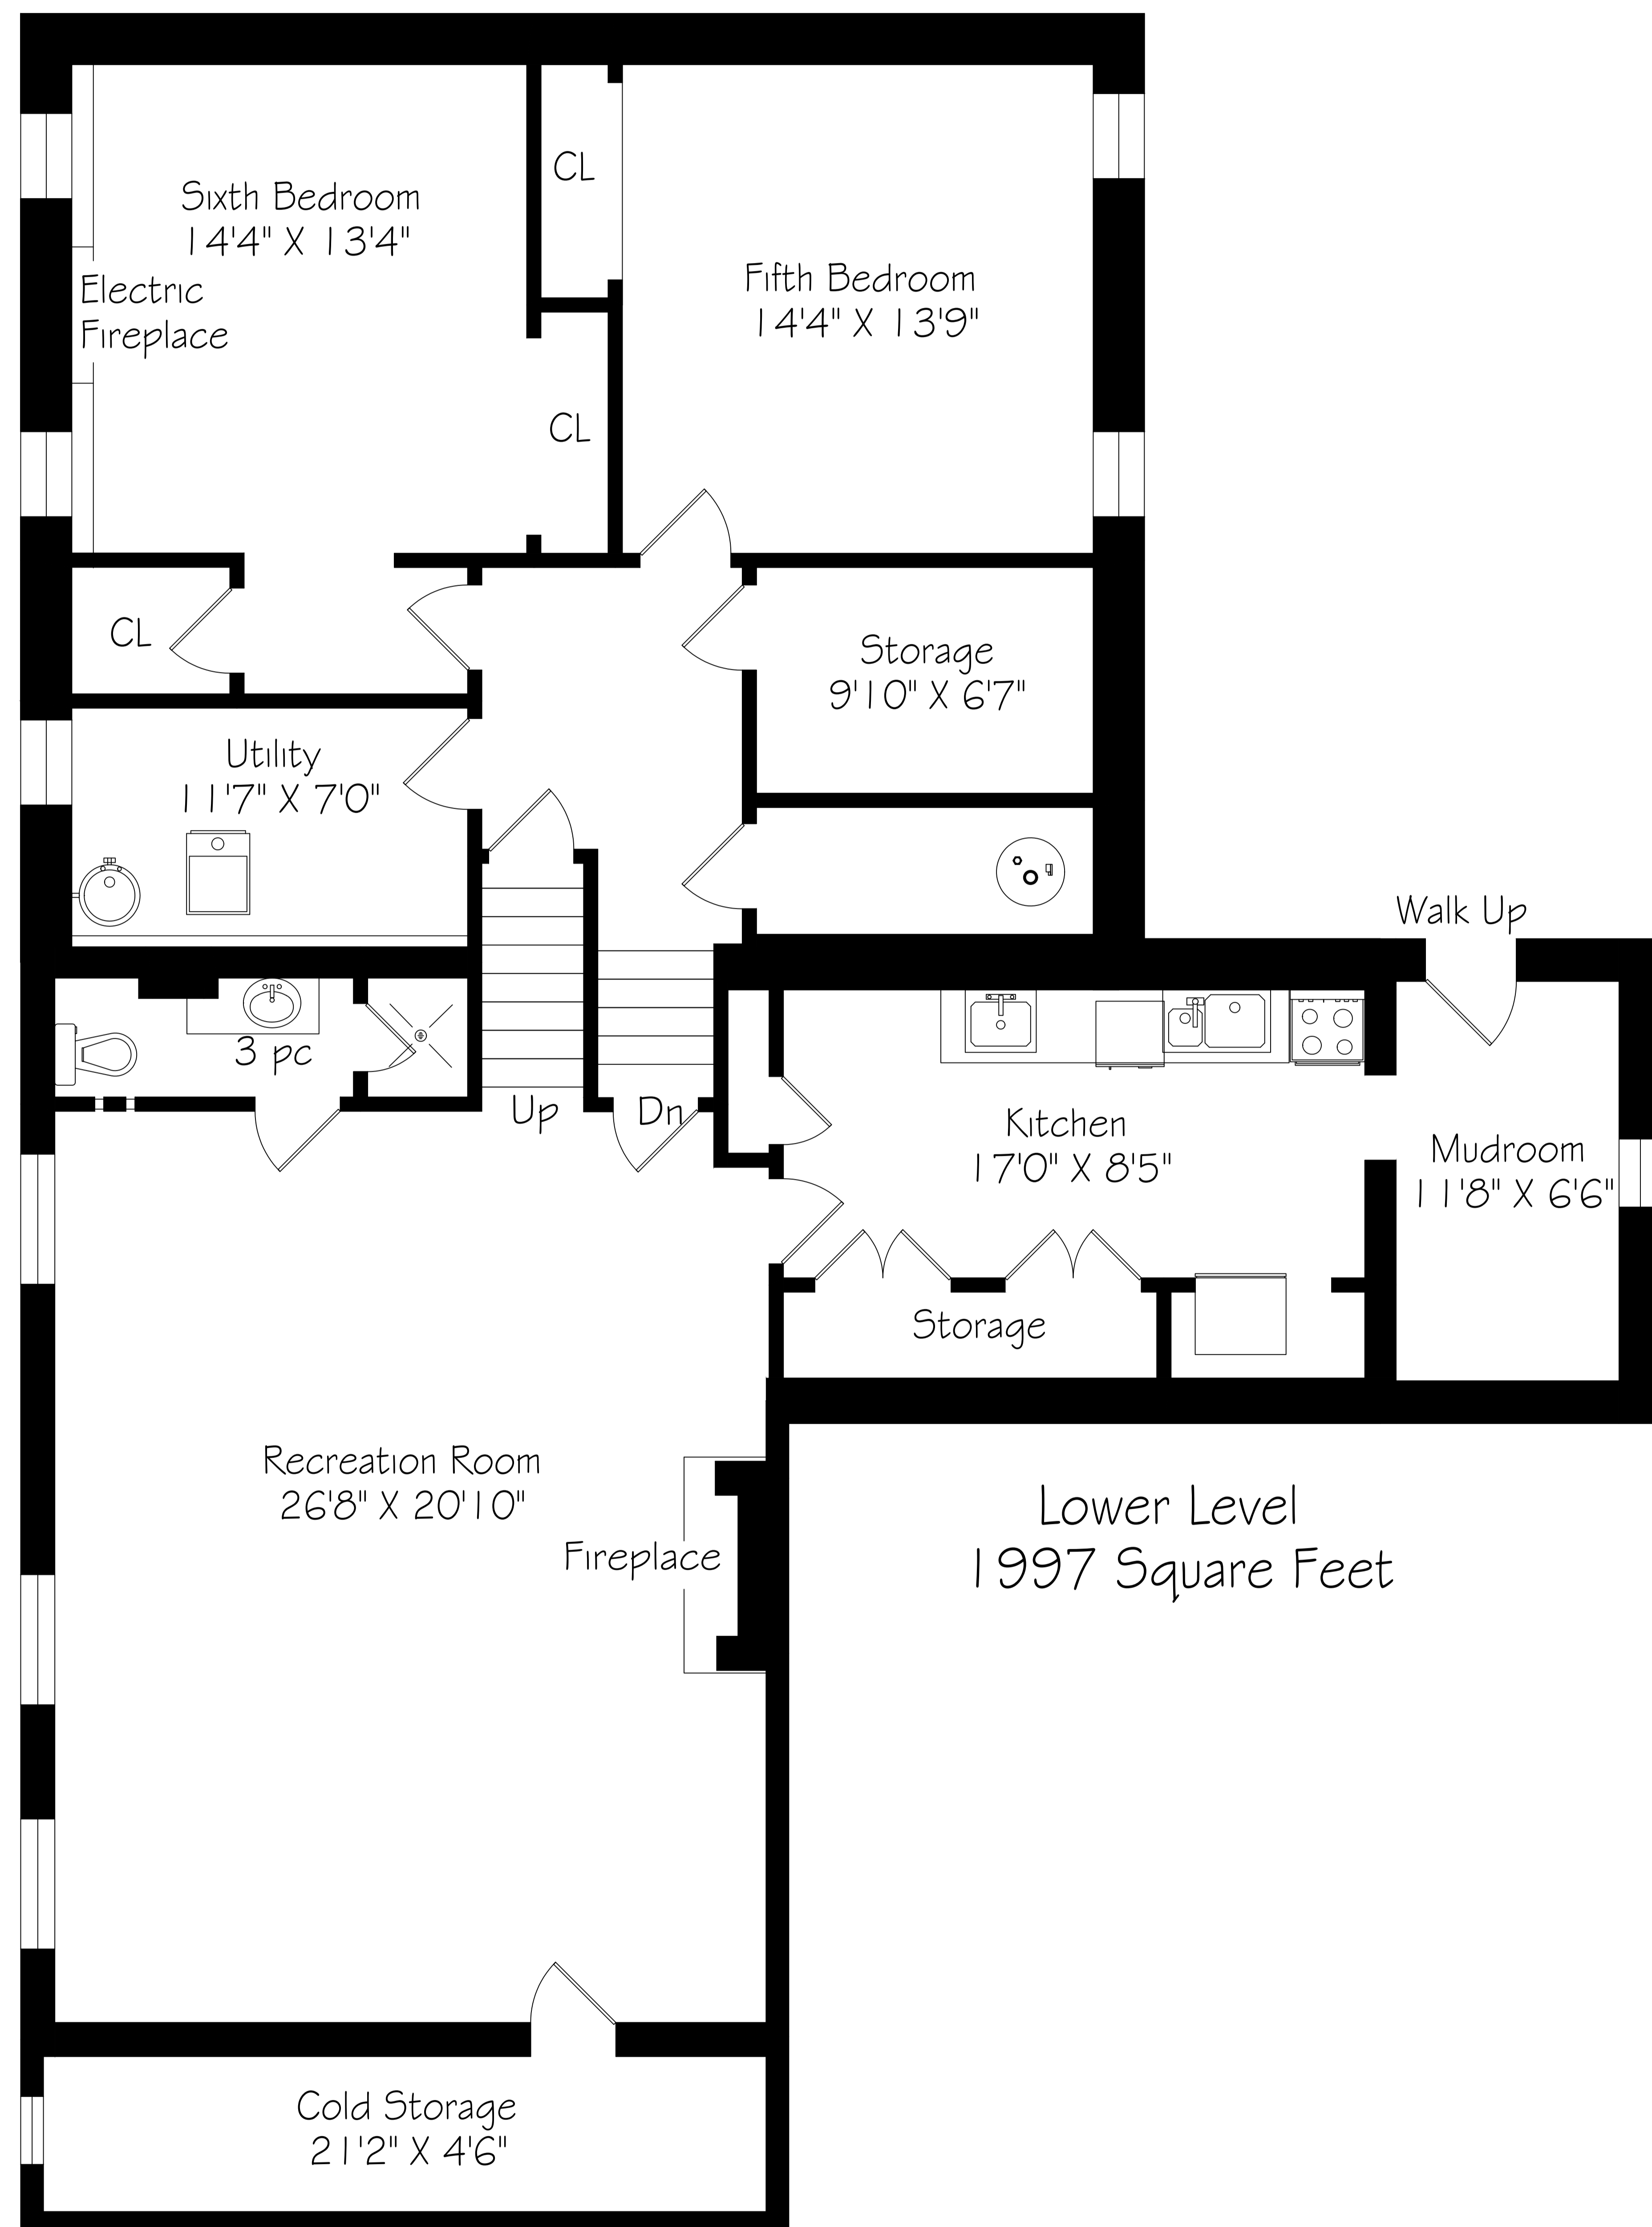 CL
Sixth Bedroom
14'4" X 13'4"
Electric
Fireplace
Fifth Bedroom
14'4" X 13'9"
CL
CL
Storage
9'10" X 6'7"
Utility
11'7" X 7'0"
Walk Up
3 pc
Up
Dn
Kitchen
17'0" X 8'5"
Mudroom
11'8" X 6'6"
Storage
Recreation Room
26'8" X 20'10"
Fireplace
Lower Level
1997 Square Feet
Cold Storage
21'2" X 4'6"